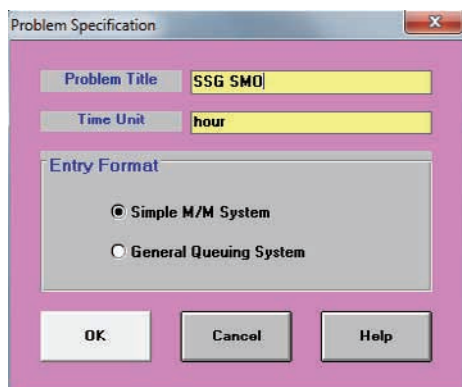 Problem Specification
Problem Title SSG SMO
Time Unit hour
Entry Format
Simple M/M System
General Queuing System
OK Cancel Help